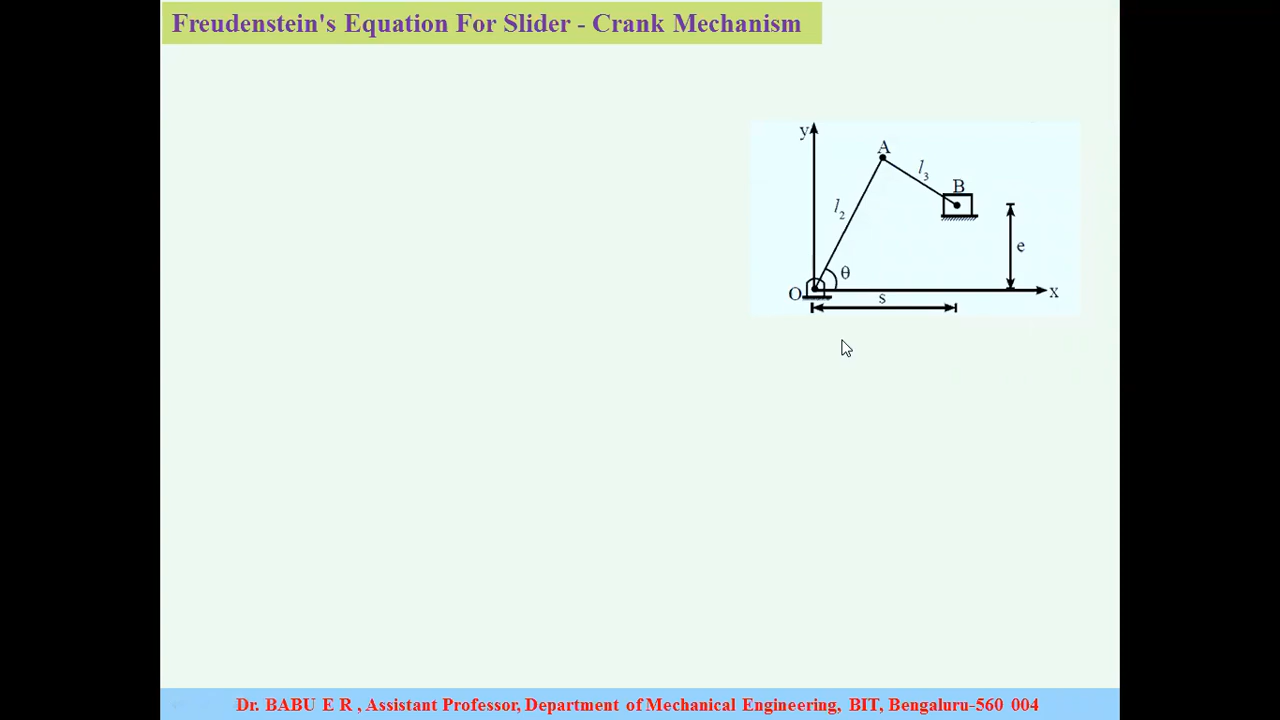 Freudenstein's Equation For Slider - Crank Mechanism
y
A
l3
B
l2
e
θ
O
s
x
Dr. BABU E R , Assistant Professor, Department of Mechanical Engineering, BIT, Bengaluru-560 004